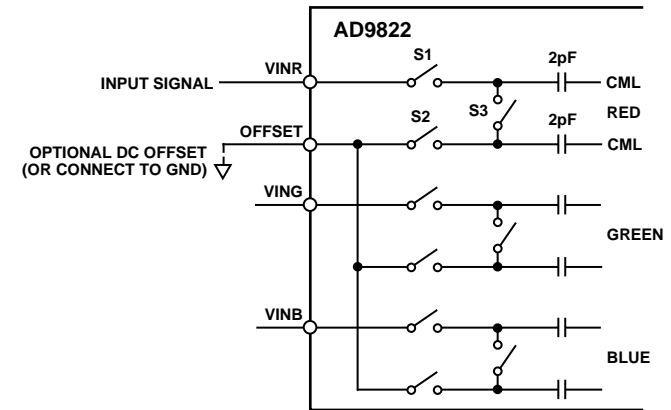 AD9822
S1
2pF
VINR
INPUT SIGNAL
CML
S3
RED
S2
2pF
OFFSET
CML
OPTIONAL DC OFFSET
(OR CONNECT TO GND)
VING
GREEN
VINB
BLUE